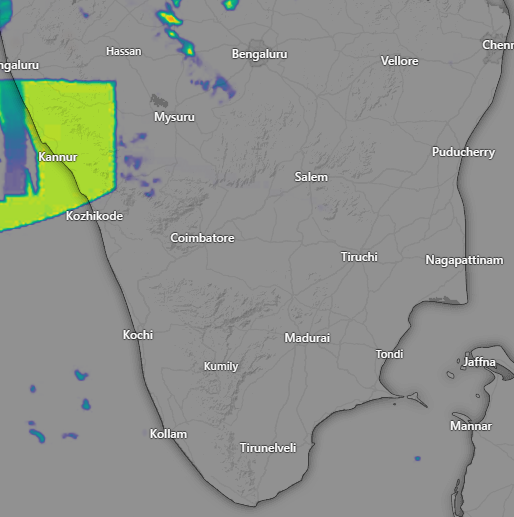 Hassan
Bengaluru
Chenn
Vellore
ngaluru
Mysuru
Puducherry
Kannur
Salem
Kozhikode
Coimbatore
Tiruchi
Nagapattinam
Kochi
Madurai
Tondi
Kumily
Jaffna
Mannar
Kollam
Tirunelveli